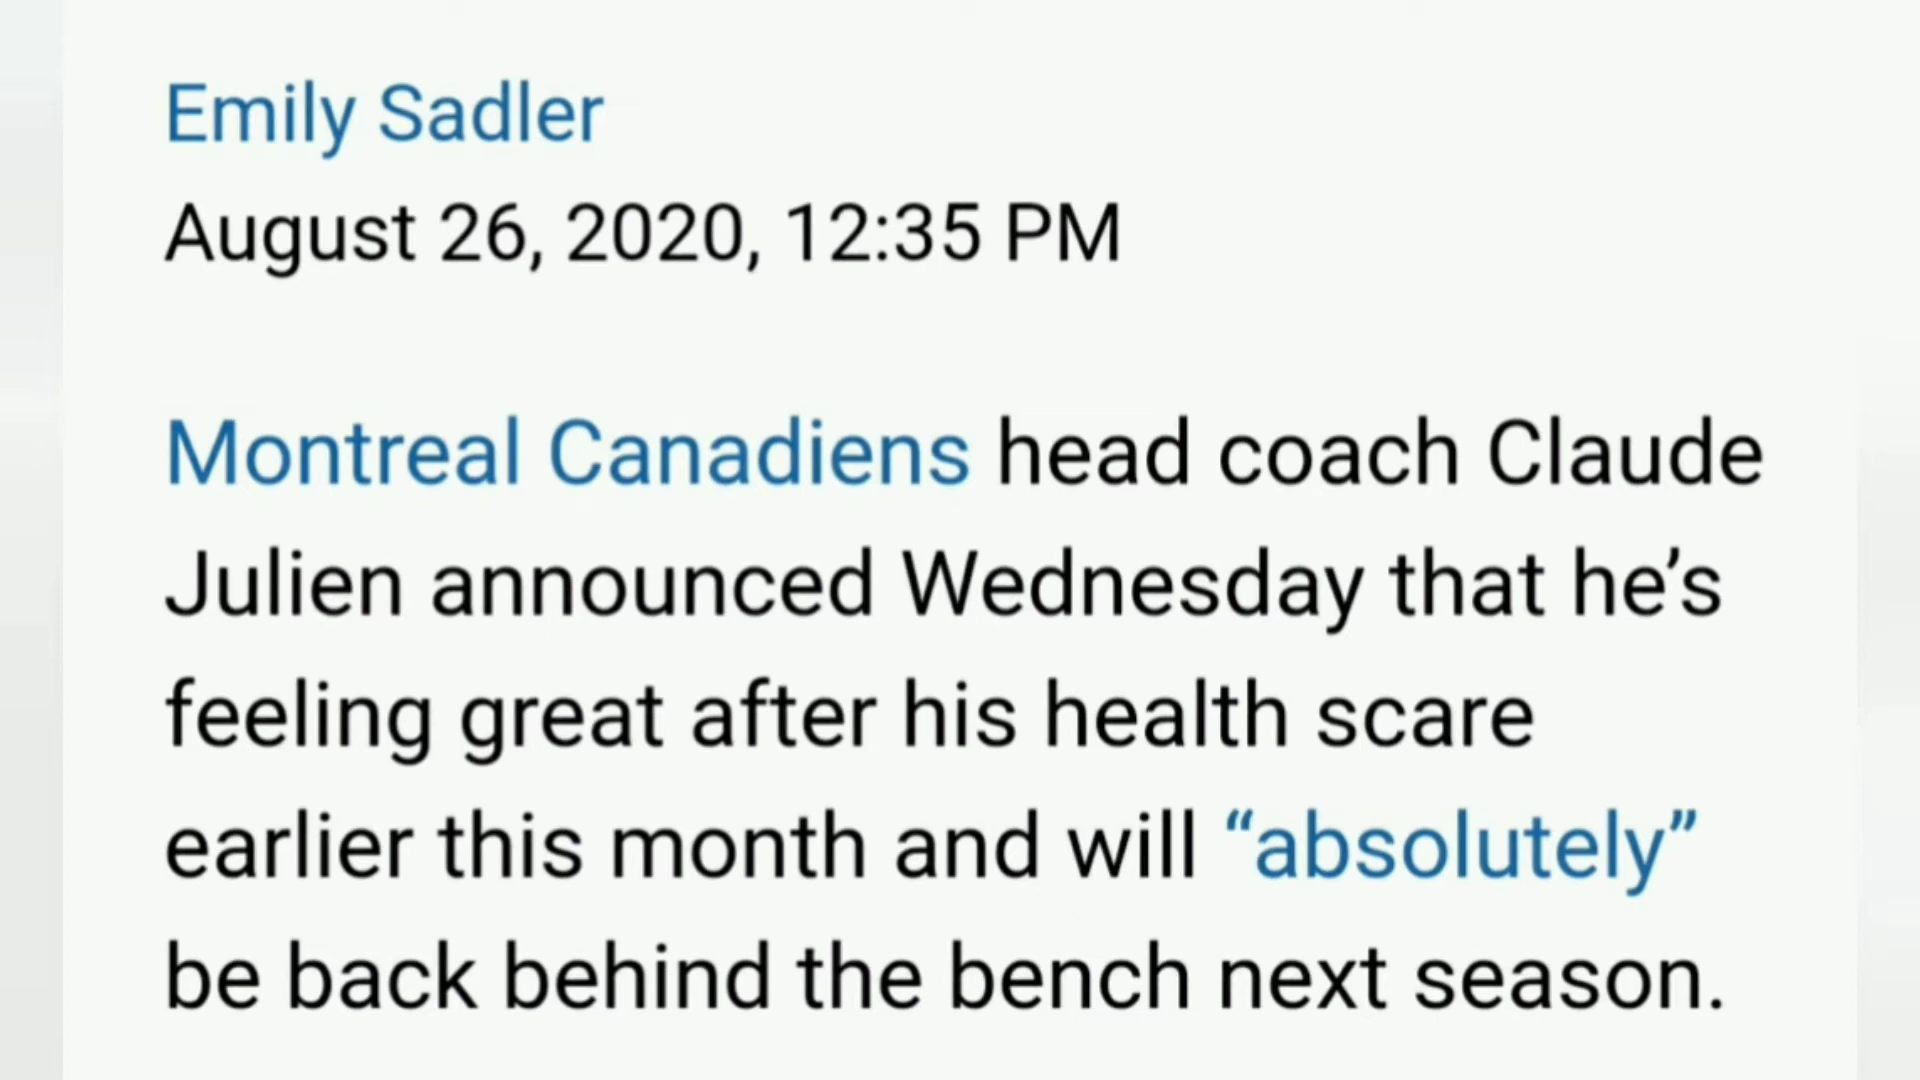 Emily Sadler
August 26, 2020, 12:35 PM
Montreal Canadiens head coach Claude
Julien announced Wednesday that he’s
feeling great after his health scare
earlier this month and will “absolutely”
be back behind the bench next season.